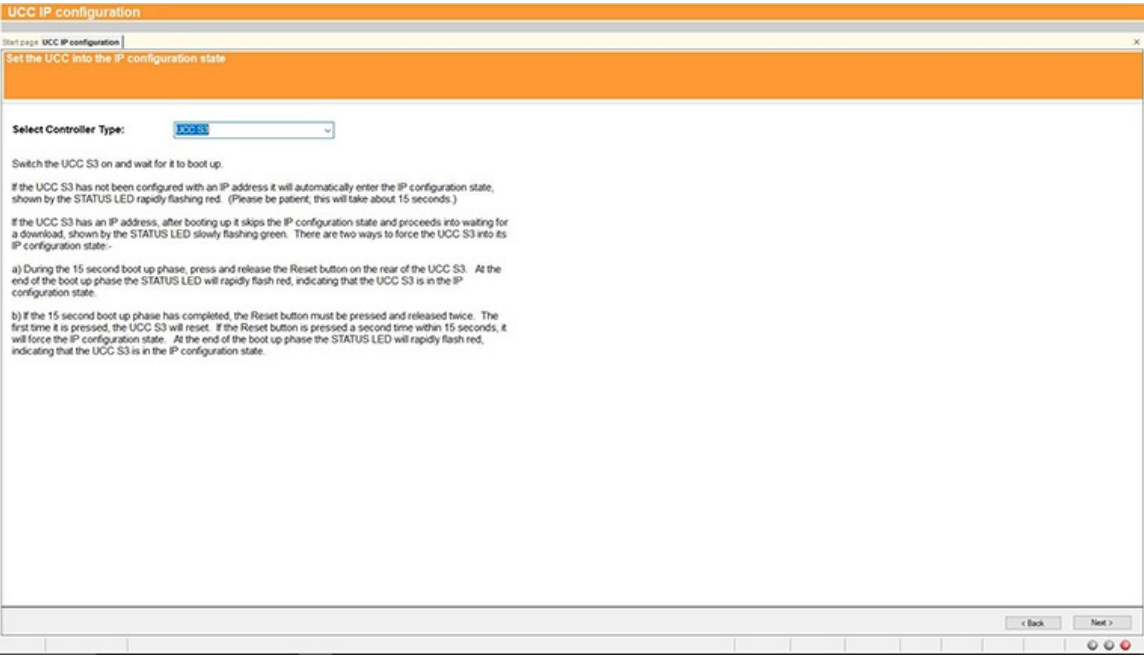 UCC IP configuration
Start page UCC IP configuration
Set the UCC into the IP configuration state
Select Controller Type: UCC S3
Switch the UCC S3 on and wait for it to boot up.
If the UCC S3 has not been configured with an IP address it will automatically enter the IP configuration state,
shown by the STATUS LED rapidly flashing red. (Please be patient; this will take about 15 seconds.)
If the UCC S3 has an IP address, after booting up it skips the IP configuration state and proceeds into waiting for
a download, shown by the STATUS LED slowly flashing green. There are two ways to force the UCC S3 into its
IP configuration state:-
a) During the 15 second boot up phase, press and release the Reset button on the rear of the UCC S3. At the
end of the boot up phase the STATUS LED will rapidly flash red, indicating that the UCC S3 is in the IP
configuration state.
b) If the 15 second boot up phase has completed, the Reset button must be pressed and released twice. The
first time it is pressed, the UCC S3 will reset. If the Reset button is pressed a second time within 15 seconds, it
will force the IP configuration state. At the end of the boot up phase the STATUS LED will rapidly flash red,
indicating that the UCC S3 is in the IP configuration state.
< Back Next >